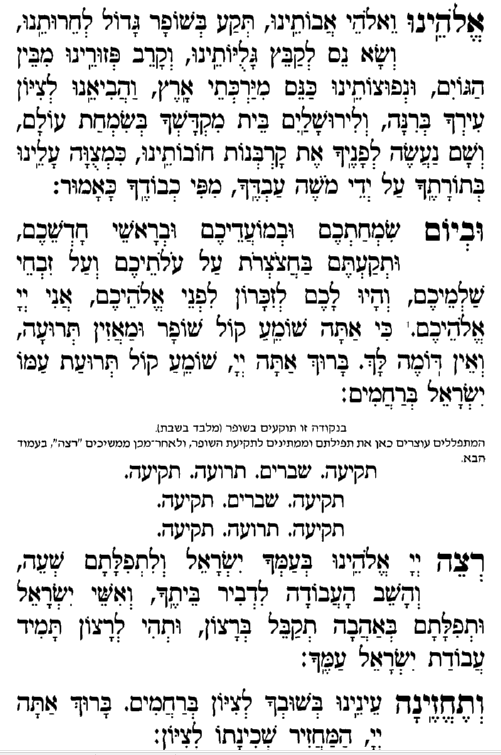 אֱלֹהֵֽינוּ וֵאלֹהֵי אֲבוֹתֵֽינוּ, תְּקַע בְּשׁוֹפָר גָּדוֹל לְחֵרוּתֵֽנוּ,
וְשָׂא נֵס לְקַבֵּץ גָּלֻיּוֹתֵֽינוּ, וְקָרֵב פְּזוּרֵֽינוּ מִבֵּין
הַגּוֹיִם, וּנְפוּצוֹתֵֽינוּ כַּנֵּס מִיַּרְכְּתֵי אָֽרֶץ, וַהֲבִיאֵֽנוּ לְצִיּוֹן
עִירְךָ בְּרִנָּה, וְלִירוּשָׁלַֽיִם בֵּית מִקְדָּשְׁךָ בְּשִׂמְחַת עוֹלָם,
וְשָׁם נַעֲשֶׂה לְפָנֶֽיךָ אֶת קָרְבְּנוֹת חוֹבוֹתֵֽינוּ, כִּמְצֻוָּה עָלֵֽינוּ
בְּתוֹרָתֶֽךָ עַל יְדֵי מֹשֶׁה עַבְדֶּֽךָ, מִפִּי כְבוֹדֶֽךָ כָּאָמוּר:
וּבְיוֹם שִׂמְחַתְכֶם וּבְמוֹעֲדֵיכֶם וּבְרָאשֵׁי חָדְשֵׁכֶם,
וּתְקַעְתֶּם בַּחֲצֹצְרֹת עַל עֹלֹתֵיכֶם וְעַל זִבְחֵי
שַׁלְמֵיכֶם, וְהָיוּ לָכֶם לְזִכָּרוֹן לִפְנֵי אֱלֹהֵיכֶם, אֲנִי יְיָ
אֱלֹהֵיכֶם. כִּי אַתָּה שׁוֹמֵֽעַ קוֹל שׁוֹפָר וּמַאֲזִין תְּרוּעָה,
וְאֵין דּֽוֹמֶה לָּךְ. בָּרוּךְ אַתָּה יְיָ, שׁוֹמֵֽעַ קוֹל תְּרוּעַת עַמּוֹ
יִשְׂרָאֵל בְּרַחֲמִים:
בנקודה זו תוקעים בשופר (מלבד בשבת).
המתפללים עוצרים כאן את תפילתם וממתינים לתקיעת השופר, ולאחר־מכן ממשיכים "רצה", בעמוד
הבא.
תקיעה. שברים. תרועה. תקיעה.
תקיעה. שברים. תקיעה.
תקיעה. תרועה. תקיעה.
רְצֵה יְיָ אֱלֹהֵֽינוּ בְּעַמְּךָ יִשְׂרָאֵל וְלִתְפִלָּתָם שְׁעֵה,
וְהָשֵׁב הָעֲבוֹדָה לִדְבִיר בֵּיתֶֽךָ, וְאִשֵּׁי יִשְׂרָאֵל
וּתְפִלָּתָם בְּאַהֲבָה תְקַבֵּל בְּרָצוֹן, וּתְהִי לְרָצוֹן תָּמִיד
עֲבוֹדַת יִשְׂרָאֵל עַמֶּֽךָ:
וְתֶחֱזֶֽינָה עֵינֵֽינוּ בְּשׁוּבְךָ לְצִיּוֹן בְּרַחֲמִים. בָּרוּךְ אַתָּה
יְיָ, הַמַּחֲזִיר שְׁכִינָתוֹ לְצִיּוֹן: